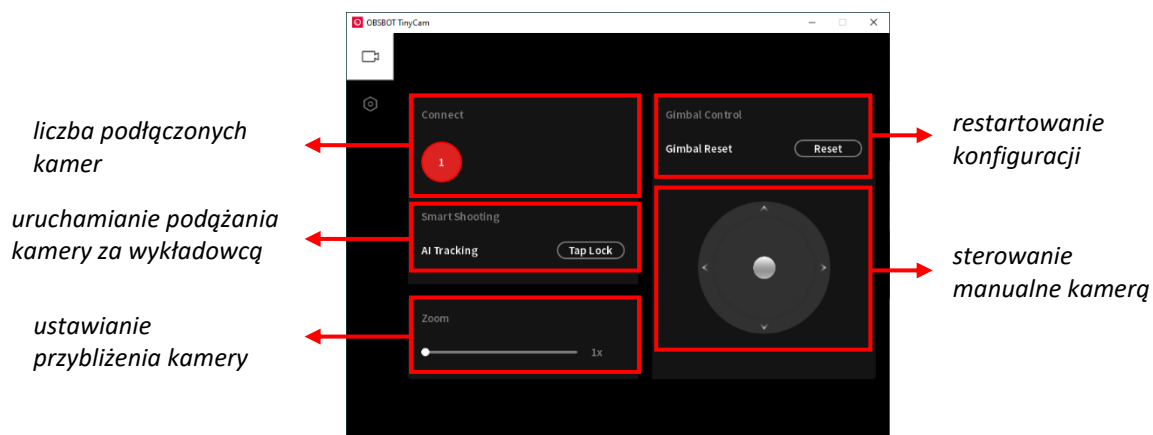 OBSBOT TinyCam
liczba podłączonych
kamer
uruchamianie podążania
kamery za wykładowcą
ustawianie
przybliżenia kamery
Connect
1
Smart Shooting
AI Tracking Tap Lock
Zoom
1x
Gimbal Control
Gimbal Reset Reset
restartowanie
konfiguracji
sterowanie
manualne kamerą